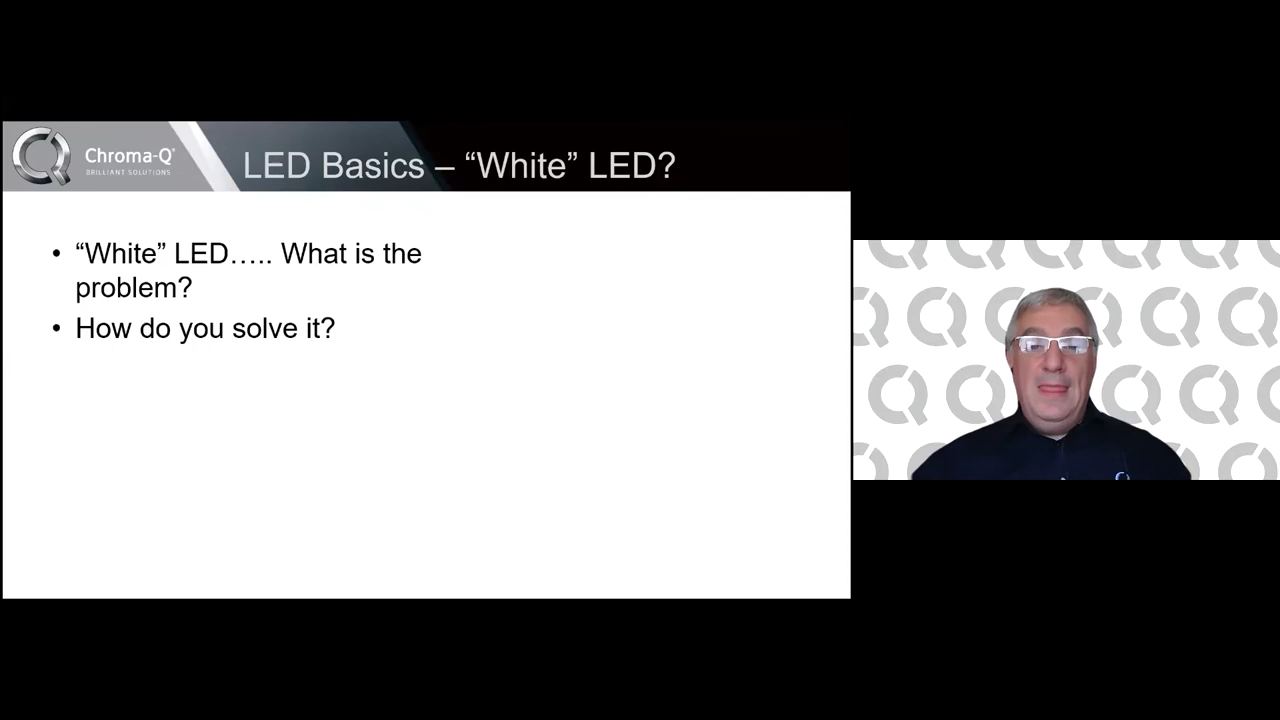 Chroma-Q®
BRILLIANT SOLUTIONS
LED Basics – “White” LED?
• “White” LED….. What is the
problem?
• How do you solve it?